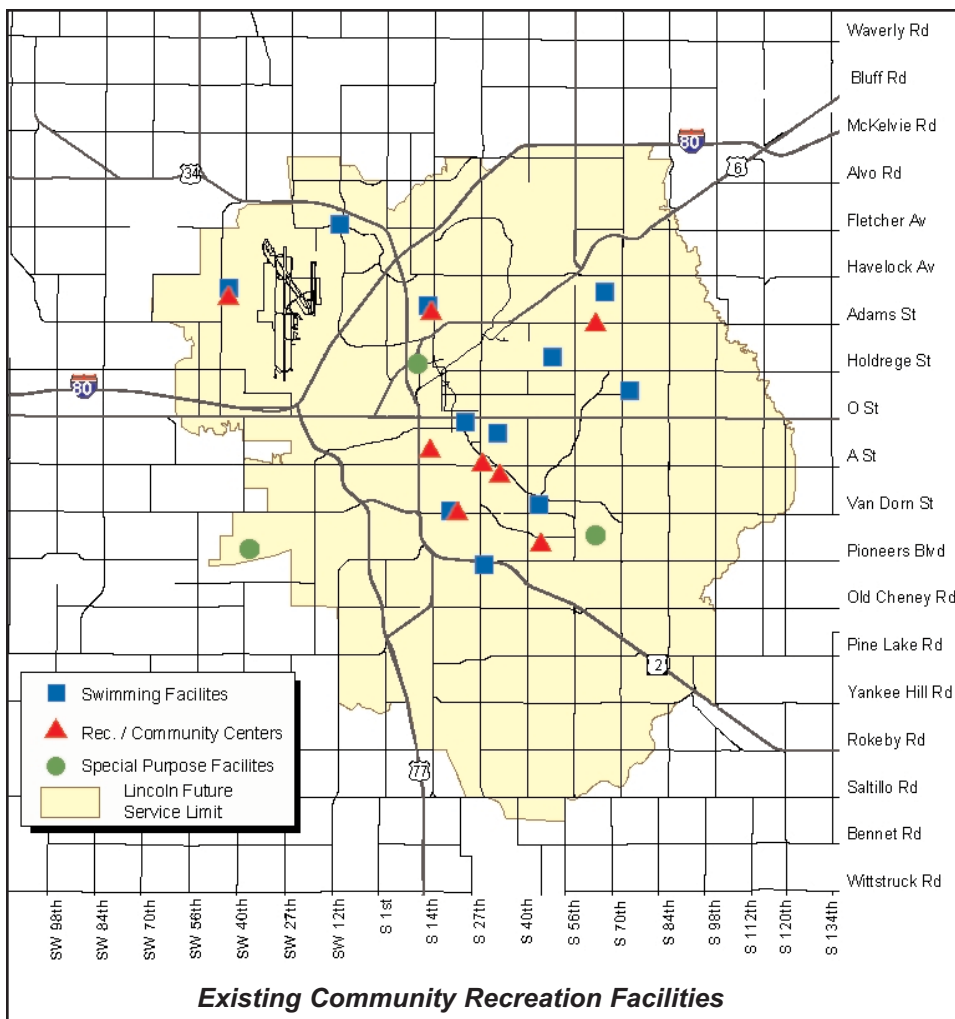 Waverly Rd
Bluff Rd
McKelvie Rd
80
6
Alvo Rd
34
Fletcher Av
Havelock Av
Adams St
Holdrege St
80
O St
A St
Van Dorn St
Pioneers Blvd
Old Cheney Rd
Pine Lake Rd
2
Yankee Hill Rd
Rokeby Rd
77
Saltillo Rd
Bennet Rd
Wittstruck Rd
Swimming Facilites
Rec. / Community Centers
Special Purpose Facilites
Lincoln Future
Service Limit
SW 98th
SW 84th
SW 70th
SW 56th
SW 40th
SW 27th
SW 12th
S 1st
S 14th
S 27th
S 40th
S 56th
S 70th
S 84th
S 98th
S 112th
S 120th
S 134th
Existing Community Recreation Facilities